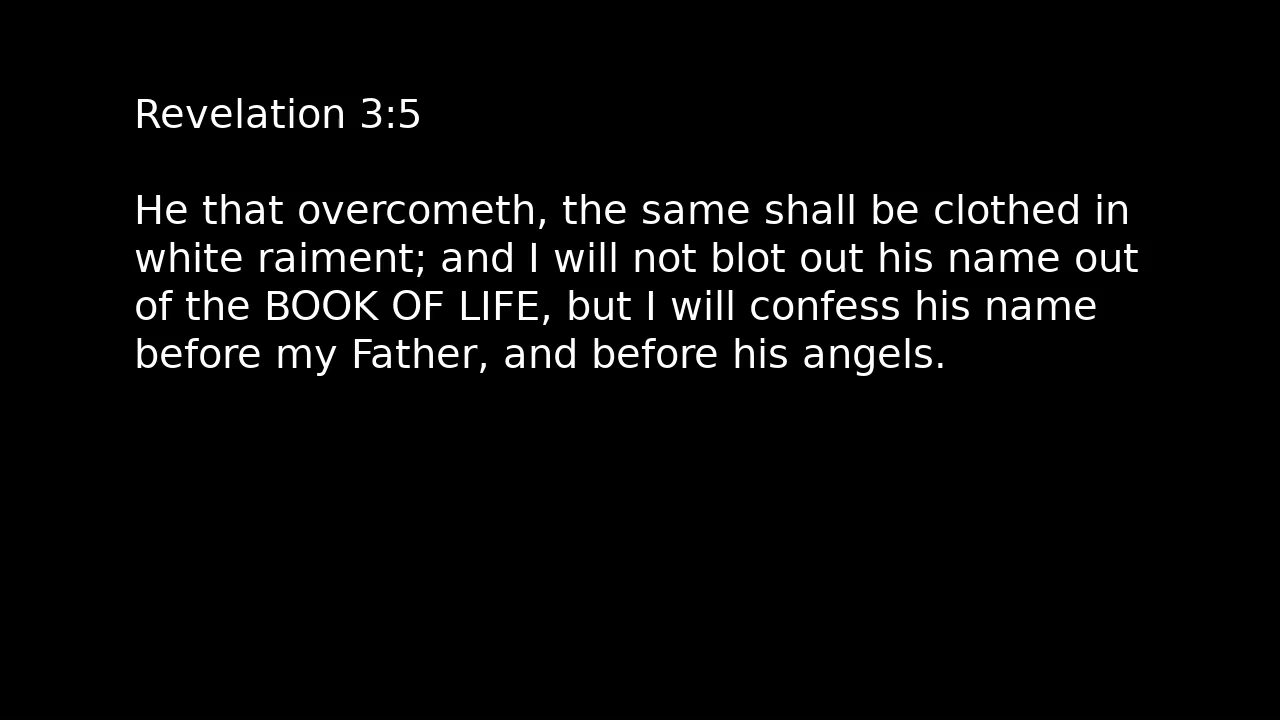 Revelation 3:5
He that overcometh, the same shall be clothed in
white raiment; and I will not blot out his name out
of the BOOK OF LIFE, but I will confess his name
before my Father, and before his angels.